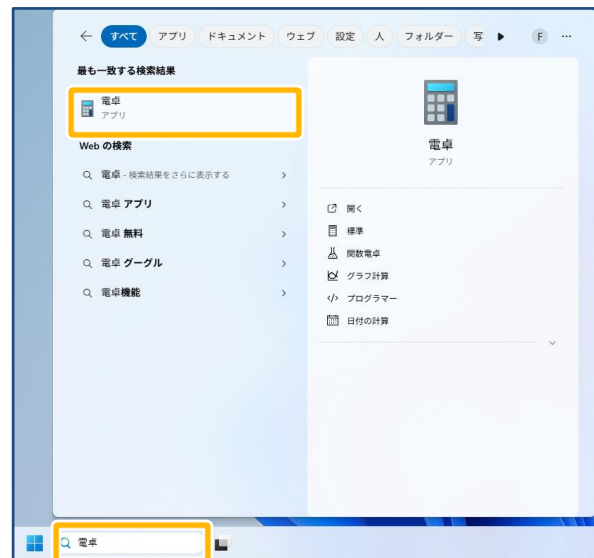 すべて アプリ ドキュメント ウェブ 設定 人 フォルダー 写 F ...
最も一致する検索結果
電卓
アプリ
Web の検索
電卓 - 検索結果をさらに表示する
電卓 アプリ
電卓 無料
電卓 グーグル
電卓機能
電卓
アプリ
開く
標準
関数電卓
グラフ計算
プログラマー
日付の計算
電卓